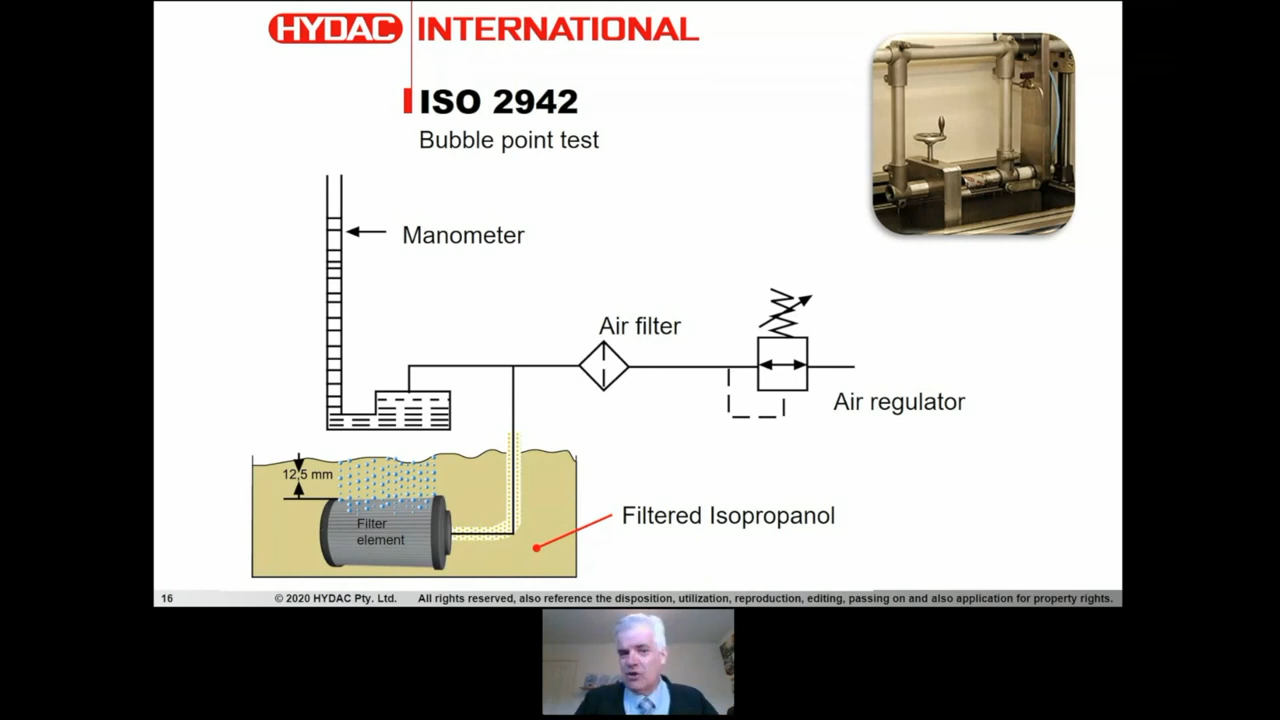 HYDAC INTERNATIONAL
ISO 2942
Bubble point test
Manometer
Air filter
Air regulator
12,5 mm
Filter
element
Filtered Isopropanol
16 © 2020 HYDAC Pty. Ltd. All rights reserved, also reference the disposition, utilization, reproduction, editing, passing on and also application for property rights.